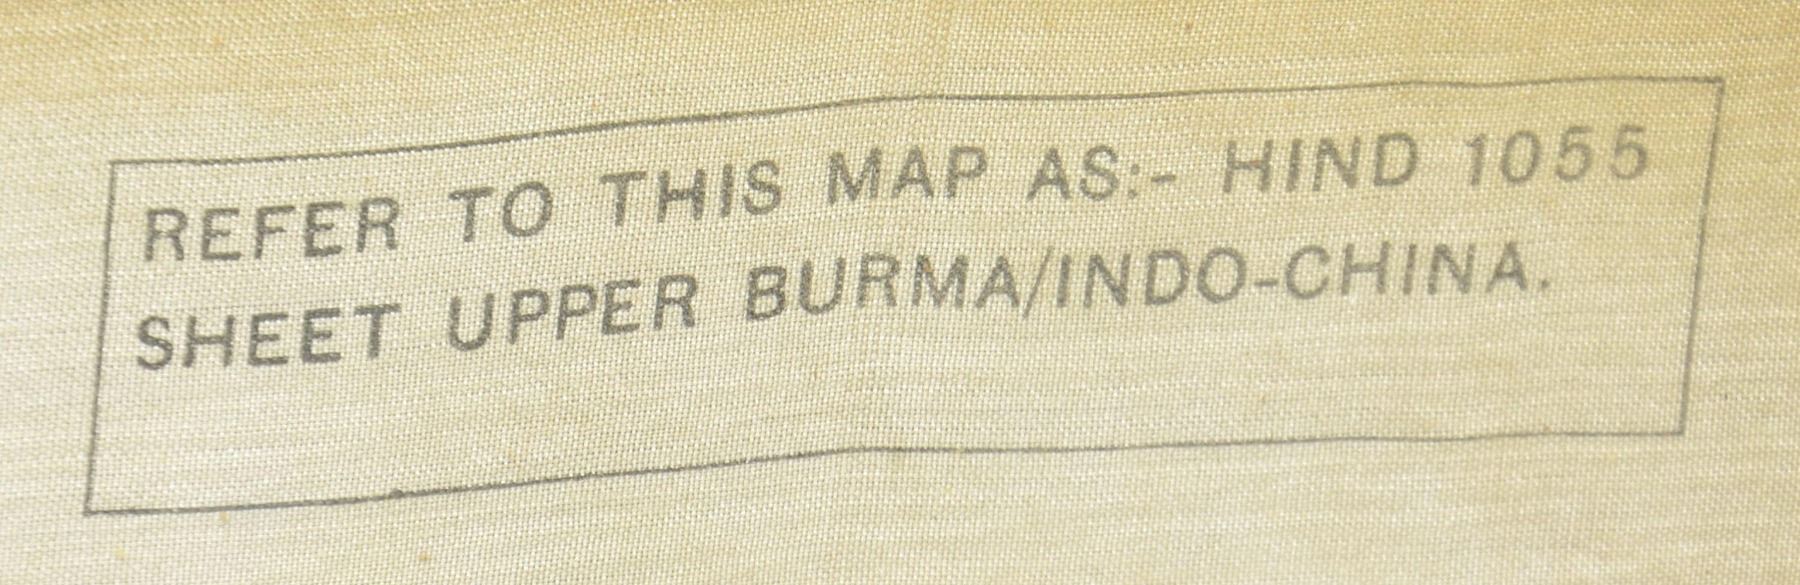 REFER TO THIS MAP AS:- HIND 1055
SHEET UPPER BURMA/INDO-CHINA.